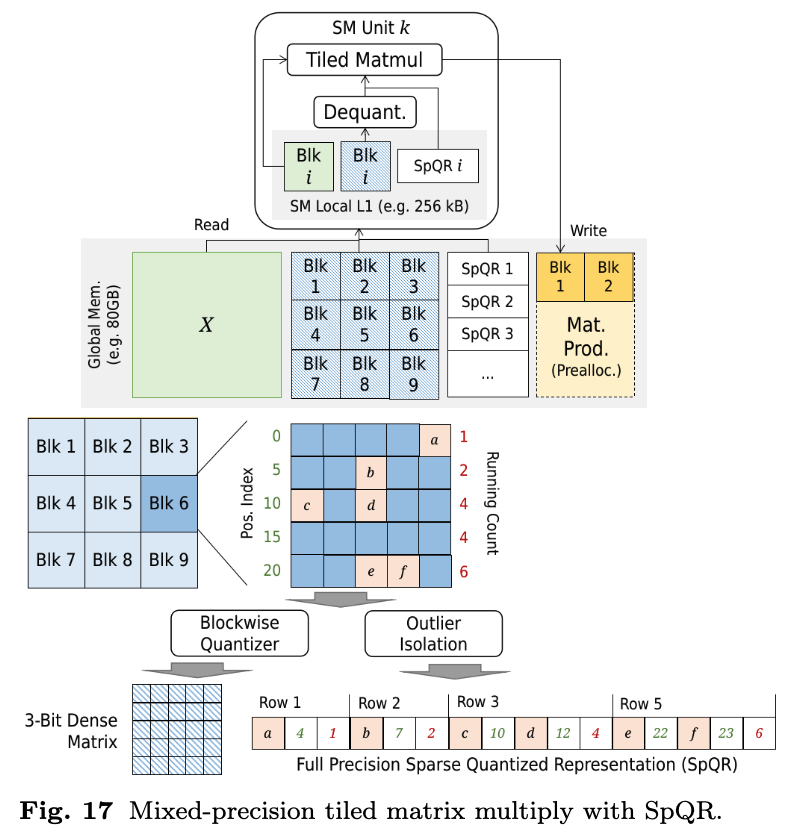 SM Unit k
Tiled Matmul
Dequant.
Blk i
Blk i
SpQR i
SM Local L1 (e.g. 256 kB)
Read
Write
Global Mem.
(e.g. 80GB)
X
Blk 1
Blk 2
Blk 3
Blk 4
Blk 5
Blk 6
Blk 7
Blk 8
Blk 9
SpQR 1
SpQR 2
SpQR 3
...
Blk 1
Blk 2
Mat.
Prod.
(Prealloc.)
Blk 1 Blk 2 Blk 3
Blk 4 Blk 5 Blk 6
Blk 7 Blk 8 Blk 9
Pos. Index
Running Count
0 a 1
5 b 2
10 c d 4
15 4
20 e f 6
Blockwise
Quantizer
Outlier
Isolation
3-Bit Dense
Matrix
Row 1 Row 2 Row 3 Row 5
a 4 1 b 7 2 c 10 d 12 4 e 22 f 23 6
Full Precision Sparse Quantized Representation (SpQR)
Fig. 17 Mixed-precision tiled matrix multiply with SpQR.